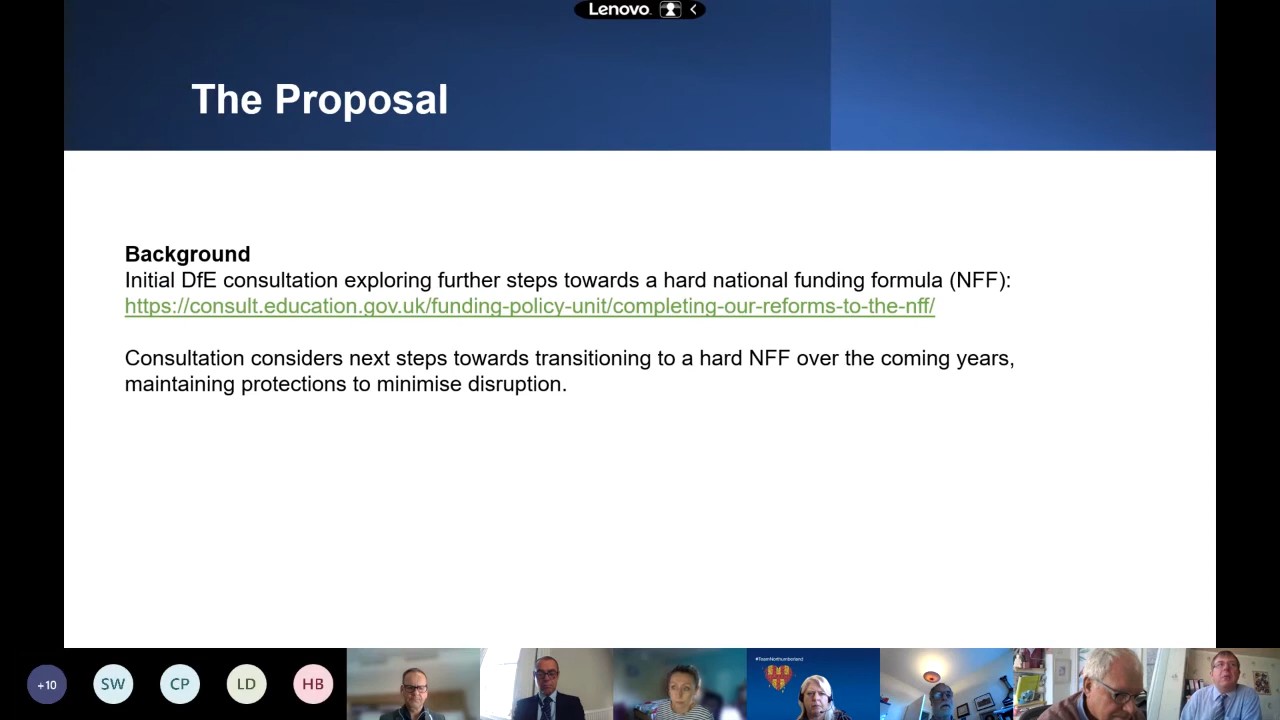 Lenovo
The Proposal
Background
Initial DfE consultation exploring further steps towards a hard national funding formula (NFF):
https://consult.education.gov.uk/funding-policy-unit/completing-our-reforms-to-the-nff/
Consultation considers next steps towards transitioning to a hard NFF over the coming years,
maintaining protections to minimise disruption.
+10
SW
CP
LD
HB
#TeamNorthumberland